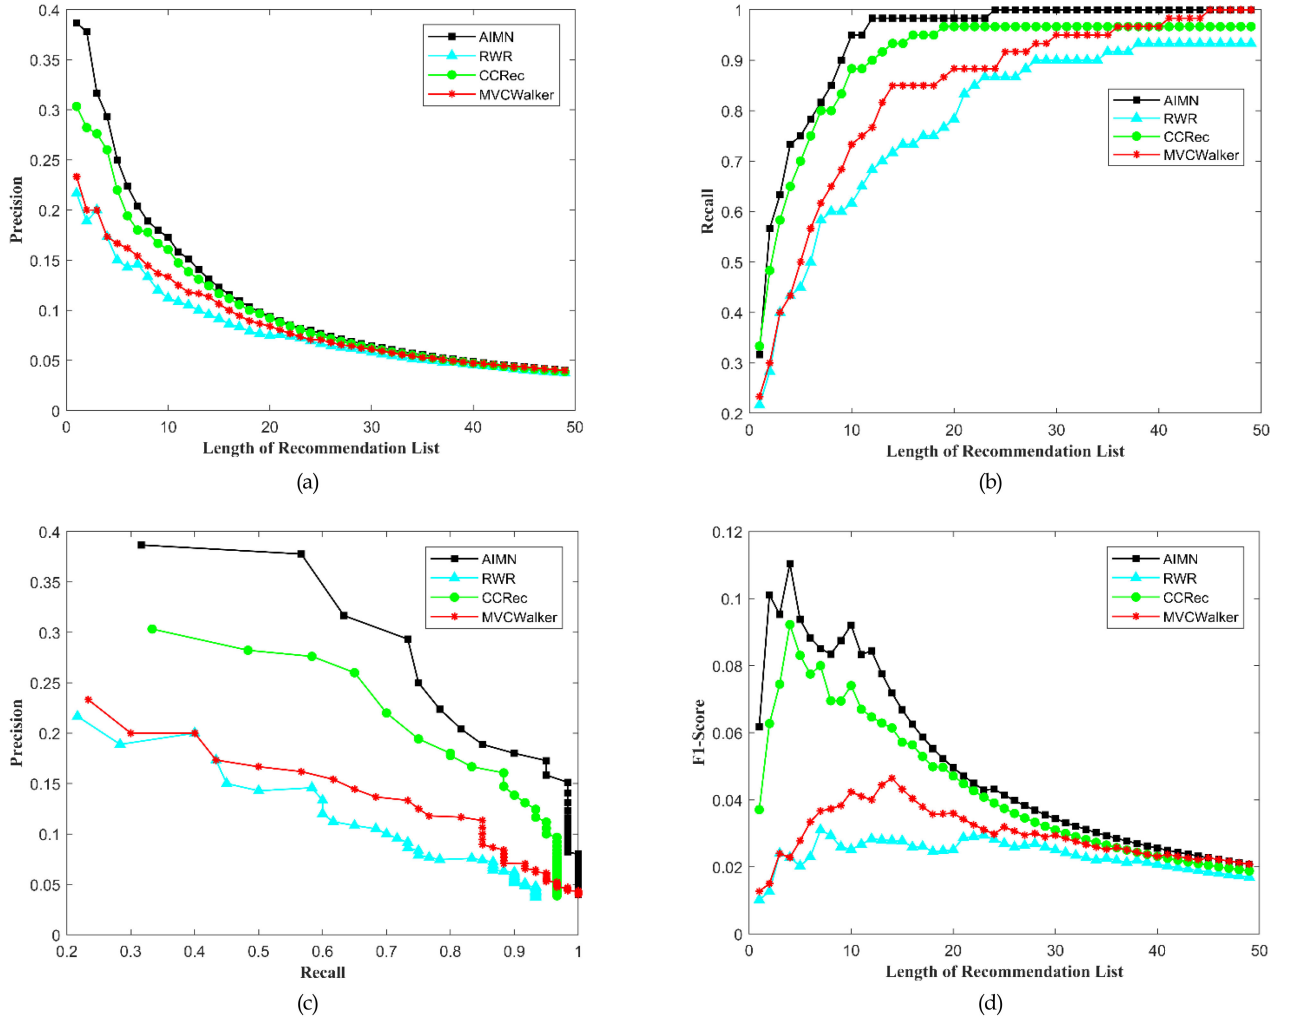 0.4
0.35
0.3
0.25
0.2
0.15
0.1
0.05
0
Precision
AIMN
RWR
CCRec
MVCWalker
0 10 20 30 40 50
Length of Recommendation List
(a)
1
0.9
0.8
0.7
0.6
0.5
0.4
0.3
0.2
Recall
AIMN
RWR
CCRec
MVCWalker
0 10 20 30 40 50
Length of Recommendation List
(b)
0.4
0.35
0.3
0.25
0.2
0.15
0.1
0.05
0
Precision
AIMN
RWR
CCRec
MVCWalker
0.2 0.3 0.4 0.5 0.6 0.7 0.8 0.9 1
Recall
(c)
0.12
0.1
0.08
0.06
0.04
0.02
0
F1-Score
AIMN
RWR
CCRec
MVCWalker
0 10 20 30 40 50
Length of Recommendation List
(d)